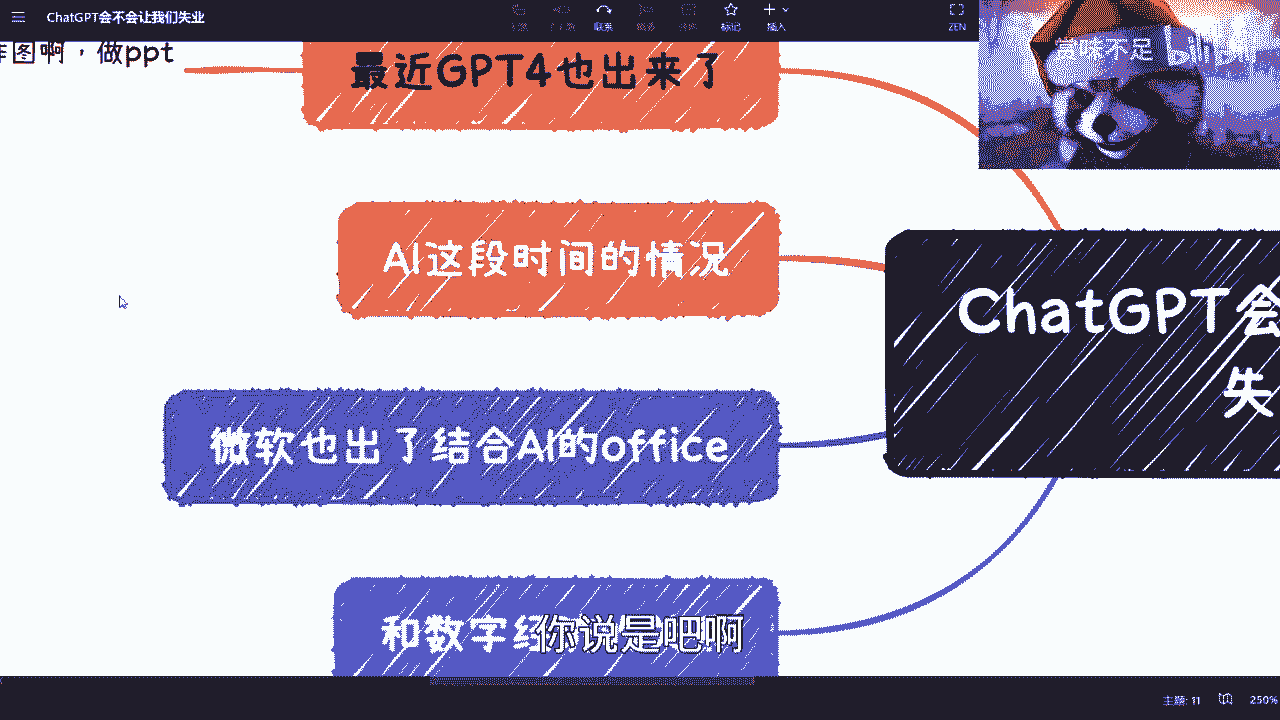 ChatGPT会不会让我们失业
联系
标记
插入
ZEN
图啊，做ppt
最近GPT4也出来了
赏味不足
AI这段时间的情况
ChatGPT会
失
微软也出了结合AI的office
和数字经
你说是吧啊
主题: 11
250%